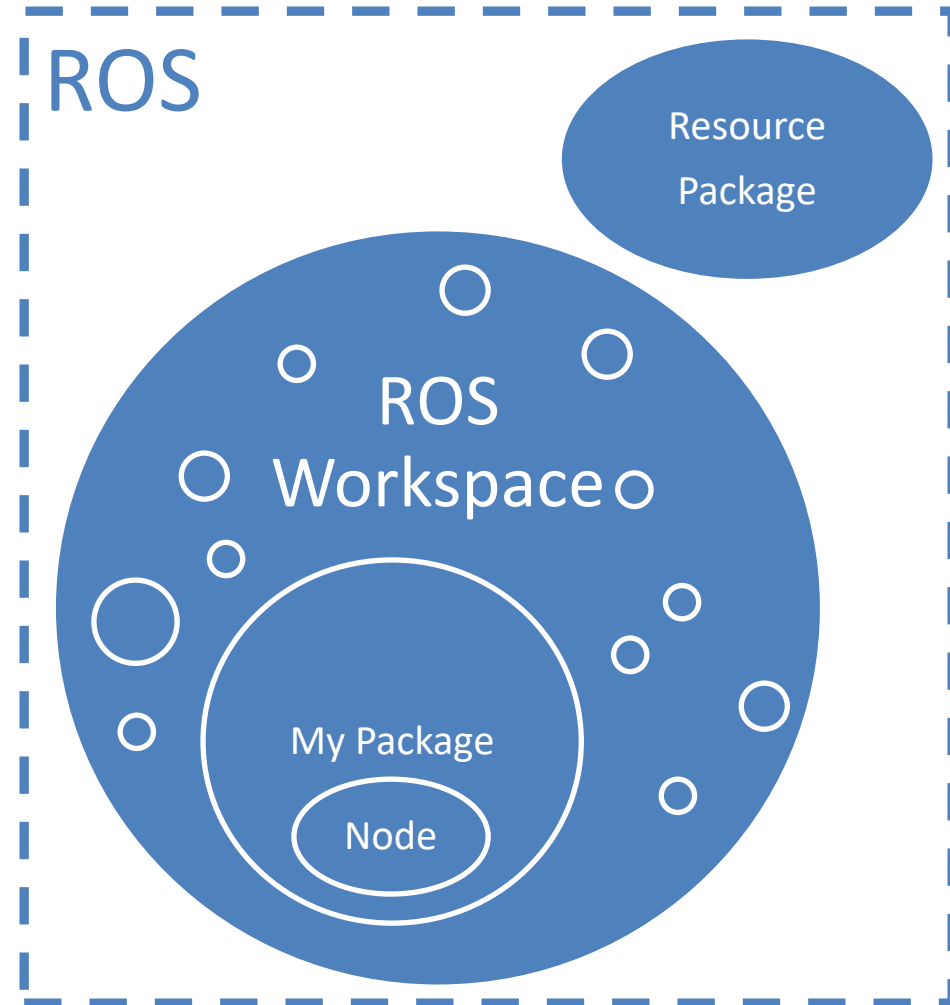 ROS
Resource
Package
ROS
Workspace
My Package
Node